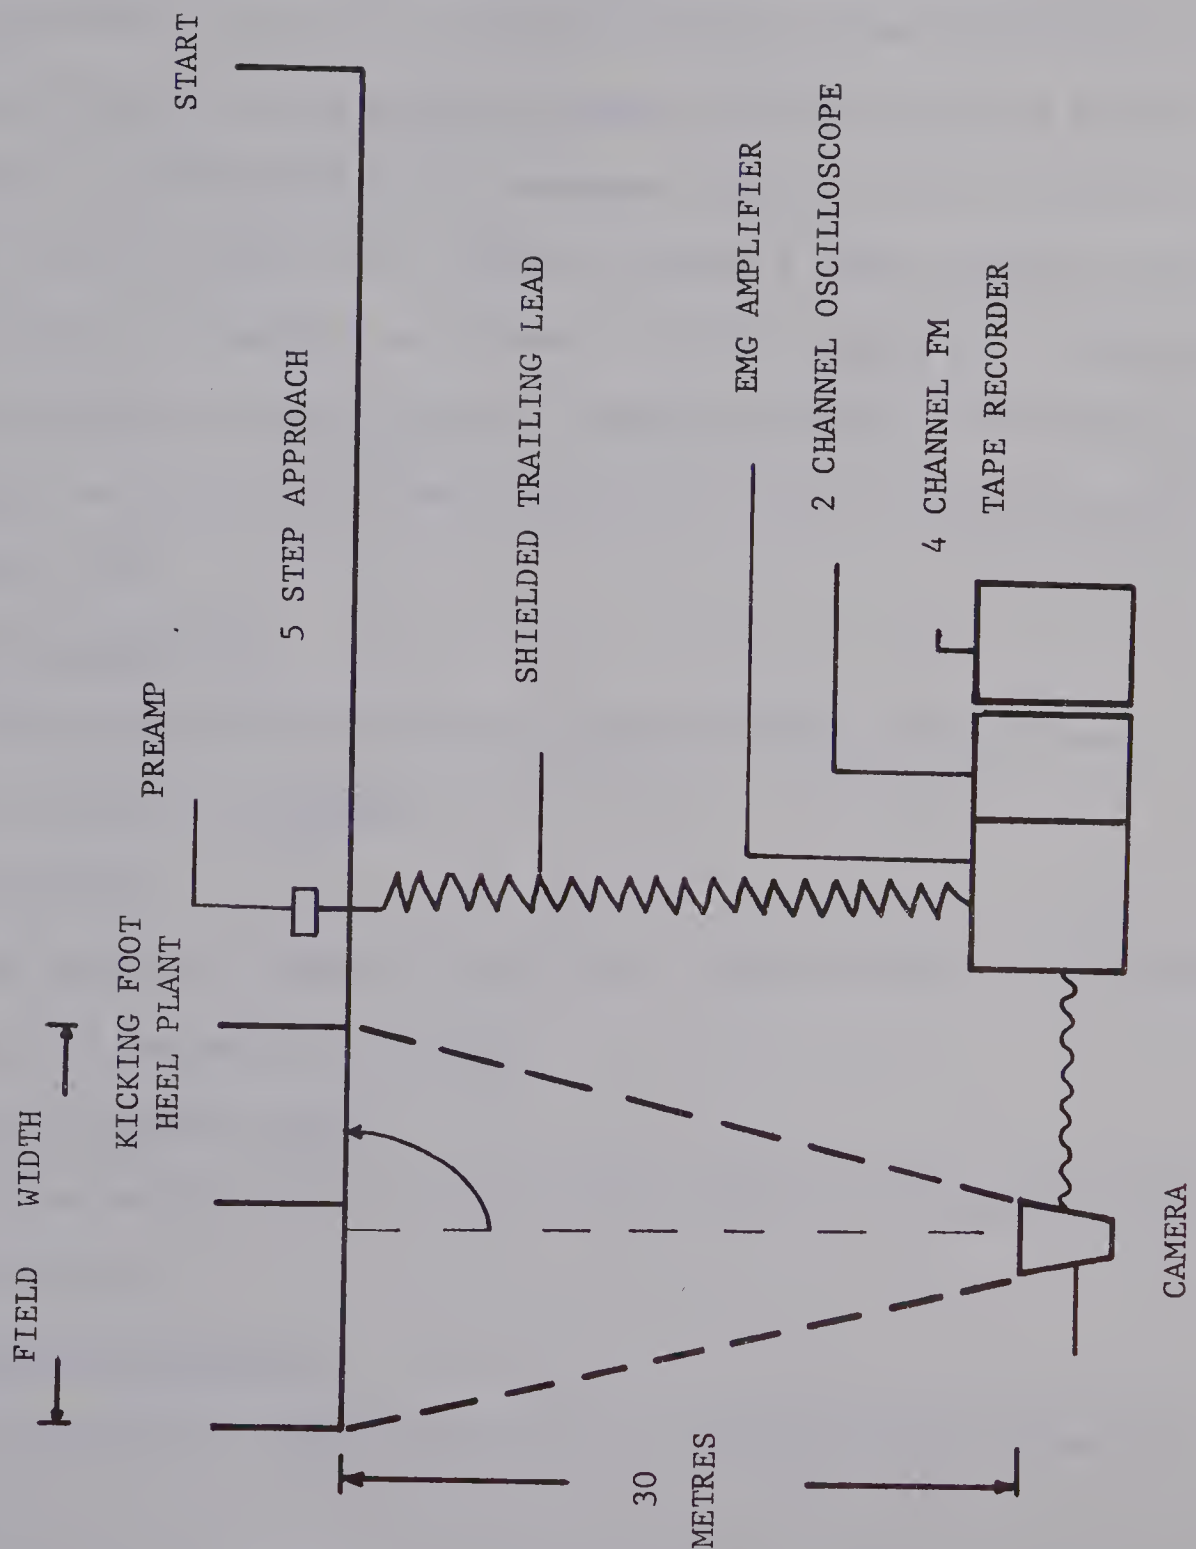 FIELD WIDTH
KICKING FOOT
HEEL PLANT
PREAMP
START
5 STEP APPROACH
SHIELDED TRAILING LEAD
30
METRES
EMG AMPLIFIER
2 CHANNEL OSCILLOSCOPE
4 CHANNEL FM
TAPE RECORDER
CAMERA